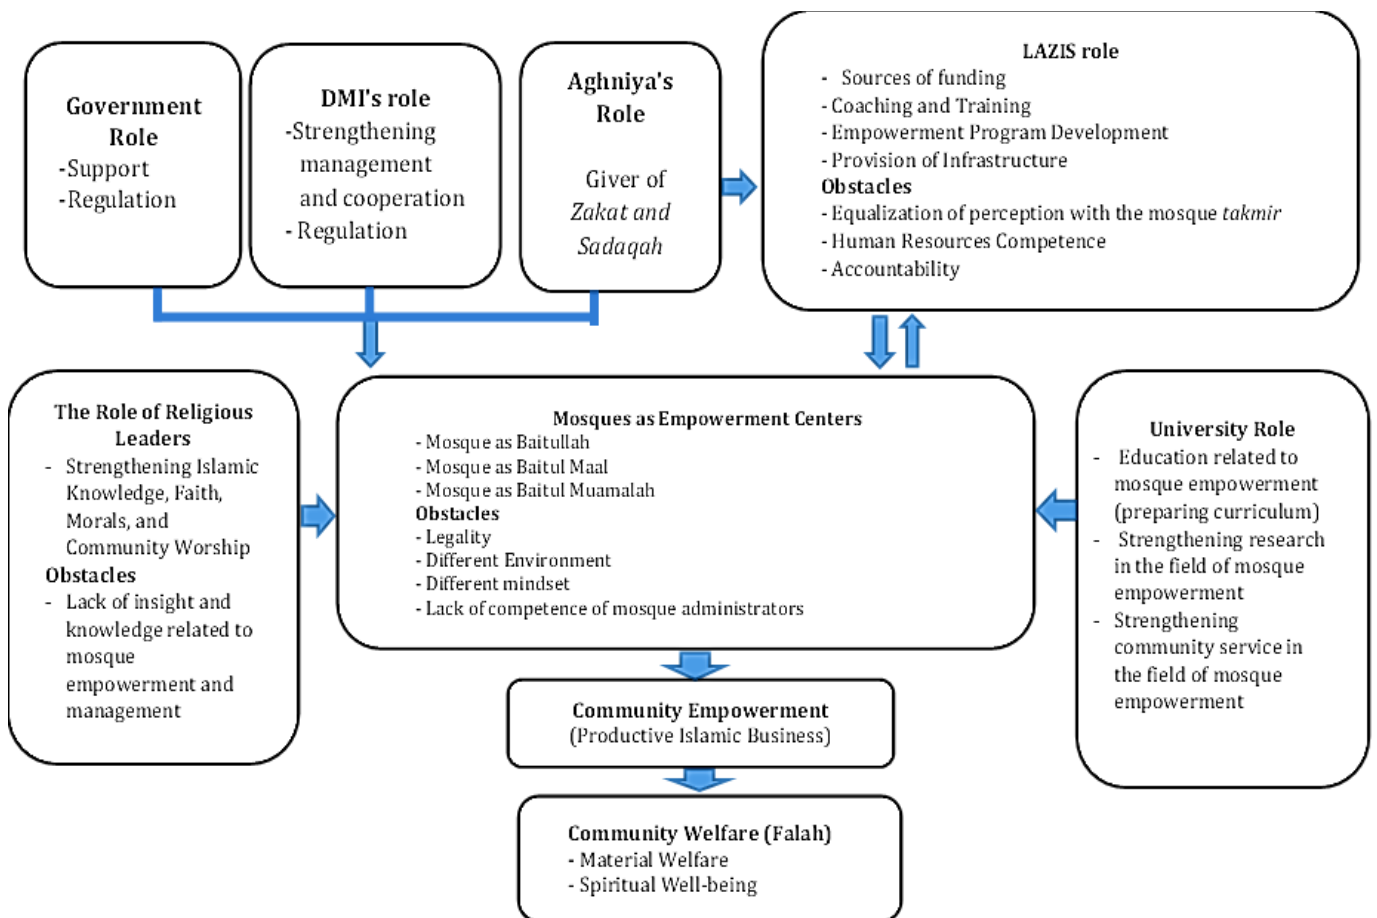 Government
Role
-Support
-Regulation
DMI's role
-Strengthening
management
and cooperation
- Regulation
Aghniya's
Role
Giver of
Zakat and
Sadaqah
LAZIS role
- Sources of funding
- Coaching and Training
- Empowerment Program Development
- Provision of Infrastructure
Obstacles
- Equalization of perception with the mosque takmir
- Human Resources Competence
- Accountability
The Role of Religious
Leaders
- Strengthening Islamic
Knowledge, Faith,
Morals, and
Community Worship
Obstacles
- Lack of insight and
knowledge related to
mosque
empowerment and
management
Mosques as Empowerment Centers
- Mosque as Baitullah
- Mosque as Baitul Maal
- Mosque as Baitul Muamalah
Obstacles
- Legality
- Different Environment
- Different mindset
- Lack of competence of mosque administrators
University Role
- Education related to
mosque empowerment
(preparing curriculum)
- Strengthening research
in the field of mosque
empowerment
- Strengthening
community service in
the field of mosque
empowerment
Community Empowerment
(Productive Islamic Business)
Community Welfare (Falah)
- Material Welfare
- Spiritual Well-being